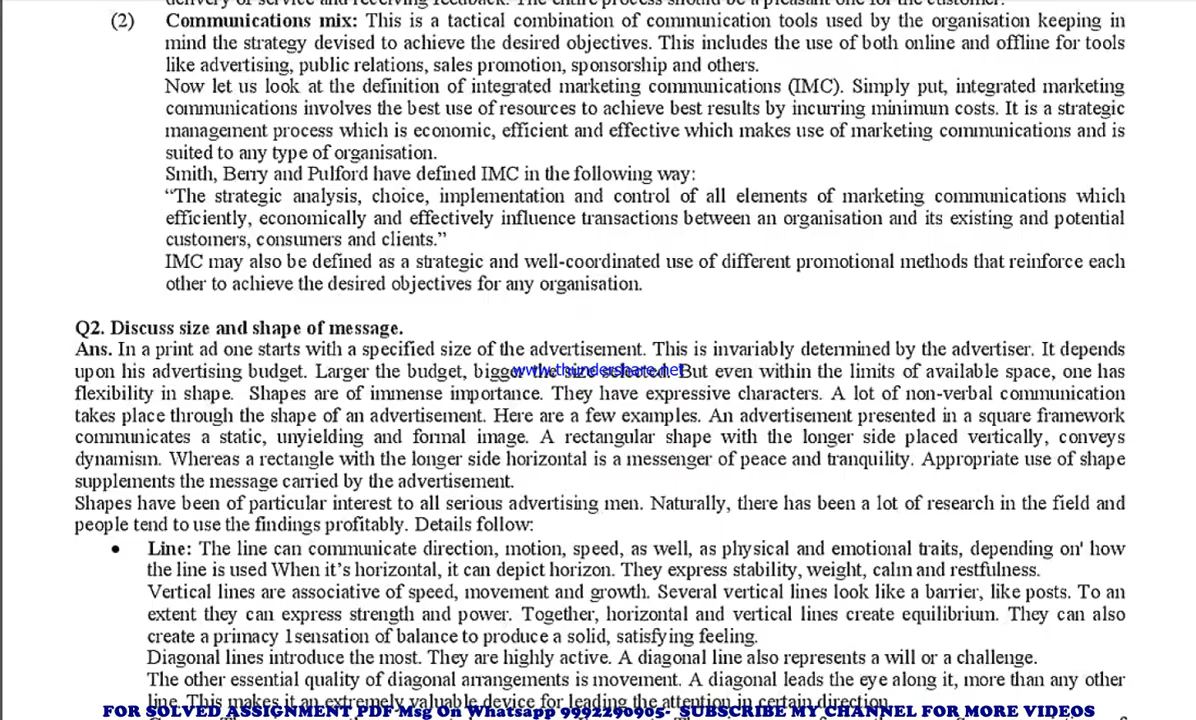 delivery of service and receiving feedback. The entire process should be a pleasant one for the customer.
(2) Communications mix: This is a tactical combination of communication tools used by the organisation keeping in
mind the strategy devised to achieve the desired objectives. This includes the use of both online and offline for tools
like advertising, public relations, sales promotion, sponsorship and others.
Now let us look at the definition of integrated marketing communications (IMC). Simply put, integrated marketing
communications involves the best use of resources to achieve best results by incurring minimum costs. It is a strategic
management process which is economic, efficient and effective which makes use of marketing communications and is
suited to any type of organisation.
Smith, Berry and Pulford have defined IMC in the following way:
“The strategic analysis, choice, implementation and control of all elements of marketing communications which
efficiently, economically and effectively influence transactions between an organisation and its existing and potential
customers, consumers and clients.”
IMC may also be defined as a strategic and well-coordinated use of different promotional methods that reinforce each
other to achieve the desired objectives for any organisation.
Q2. Discuss size and shape of message.
Ans. In a print ad one starts with a specified size of the advertisement. This is invariably determined by the advertiser. It depends
upon his advertising budget. Larger the budget, bigger the size selected. But even within the limits of available space, one has
www.thundershare.net
flexibility in shape. Shapes are of immense importance. They have expressive characters. A lot of non-verbal communication
takes place through the shape of an advertisement. Here are a few examples. An advertisement presented in a square framework
communicates a static, unyielding and formal image. A rectangular shape with the longer side placed vertically, conveys
dynamism. Whereas a rectangle with the longer side horizontal is a messenger of peace and tranquility. Appropriate use of shape
supplements the message carried by the advertisement.
Shapes have been of particular interest to all serious advertising men. Naturally, there has been a lot of research in the field and
people tend to use the findings profitably. Details follow:
• Line: The line can communicate direction, motion, speed, as well, as physical and emotional traits, depending on' how
the line is used When it’s horizontal, it can depict horizon. They express stability, weight, calm and restfulness.
Vertical lines are associative of speed, movement and growth. Several vertical lines look like a barrier, like posts. To an
extent they can express strength and power. Together, horizontal and vertical lines create equilibrium. They can also
create a primacy 1sensation of balance to produce a solid, satisfying feeling.
Diagonal lines introduce the most. They are highly active. A diagonal line also represents a will or a challenge.
The other essential quality of diagonal arrangements is movement. A diagonal leads the eye along it, more than any other
line. This makes it an extremely valuable device for leading the attention in certain direction.
FOR SOLVED ASSIGNMENT PDF-Msg On Whatsapp 9992290905- SUBSCRIBE MY CHANNEL FOR MORE VIDEOS